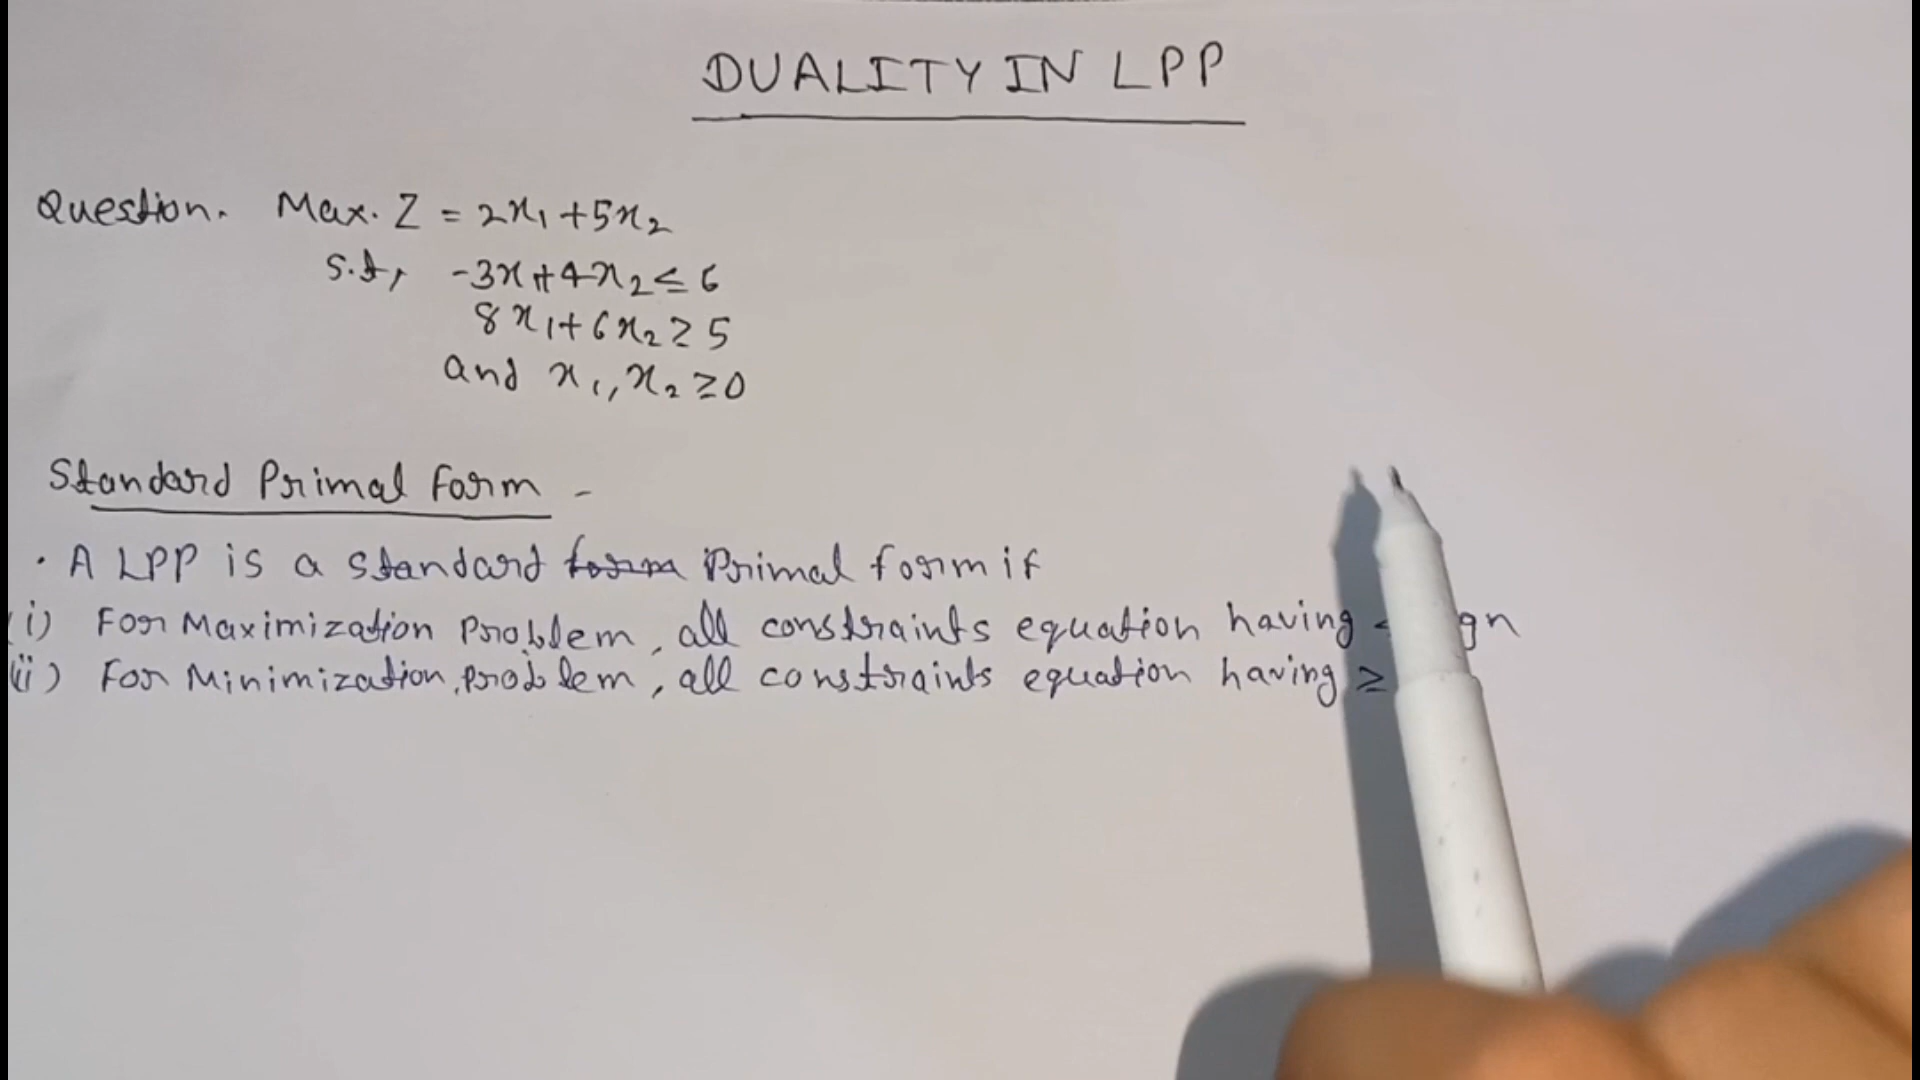 DUALITY IN LPP
Question. Max. Z = 2x₁+5x₂
s.t, -3x₁+4x₂ ≤ 6
8x₁+6x₂ ≥ 5
and x₁, x₂ ≥ 0
Standard Primal Form -
· A LPP is a standard form Primal form if
(i) For Maximization Problem, all constraints equation having
(ii) For Minimization Problem, all constraints equation having ≥